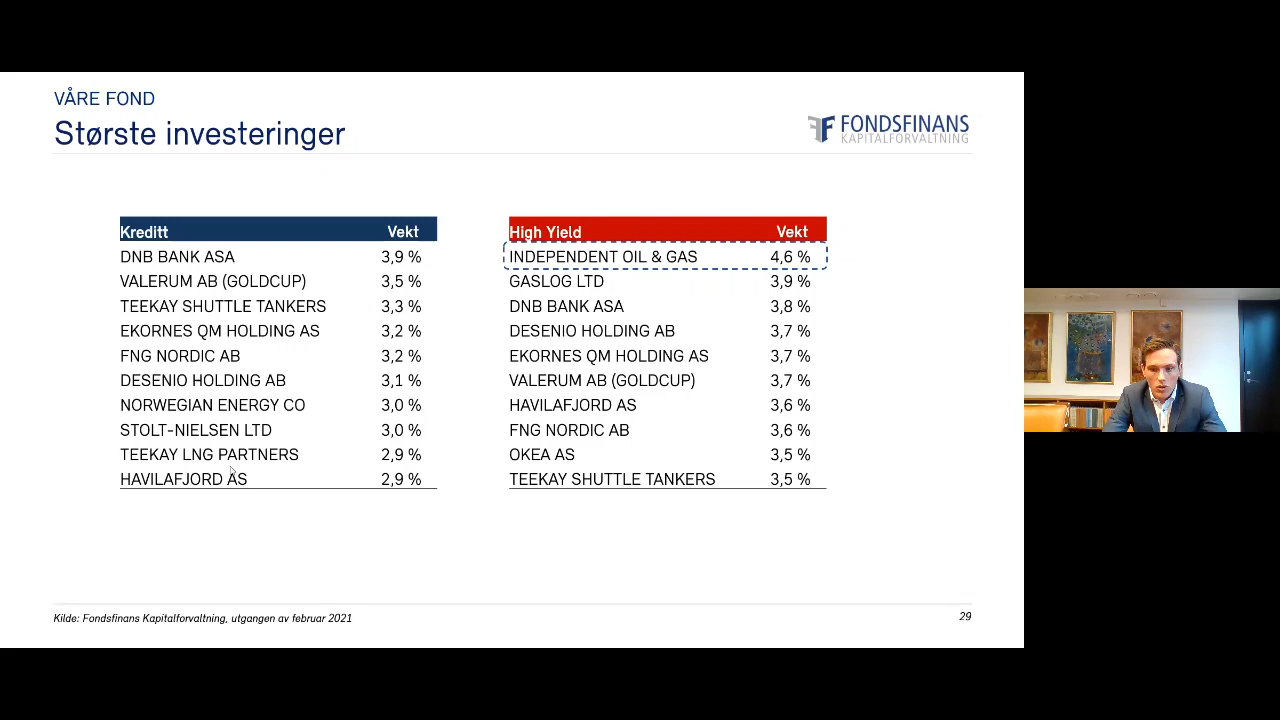 VÅRE FOND
Største investeringer
FONDSFINANS
KAPITALFORVALTNING
Kreditt Vekt
DNB BANK ASA 3,9 %
VALERUM AB (GOLDCUP) 3,5 %
TEEKAY SHUTTLE TANKERS 3,3 %
EKORNES QM HOLDING AS 3,2 %
FNG NORDIC AB 3,2 %
DESENIO HOLDING AB 3,1 %
NORWEGIAN ENERGY CO 3,0 %
STOLT-NIELSEN LTD 3,0 %
TEEKAY LNG PARTNERS 2,9 %
HAVILAFJORD AS 2,9 %
High Yield Vekt
INDEPENDENT OIL & GAS 4,6 %
GASLOG LTD 3,9 %
DNB BANK ASA 3,8 %
DESENIO HOLDING AB 3,7 %
EKORNES QM HOLDING AS 3,7 %
VALERUM AB (GOLDCUP) 3,7 %
HAVILAFJORD AS 3,6 %
FNG NORDIC AB 3,6 %
OKEA AS 3,5 %
TEEKAY SHUTTLE TANKERS 3,5 %
Kilde: Fondsfinans Kapitalforvaltning, utgangen av februar 2021
29